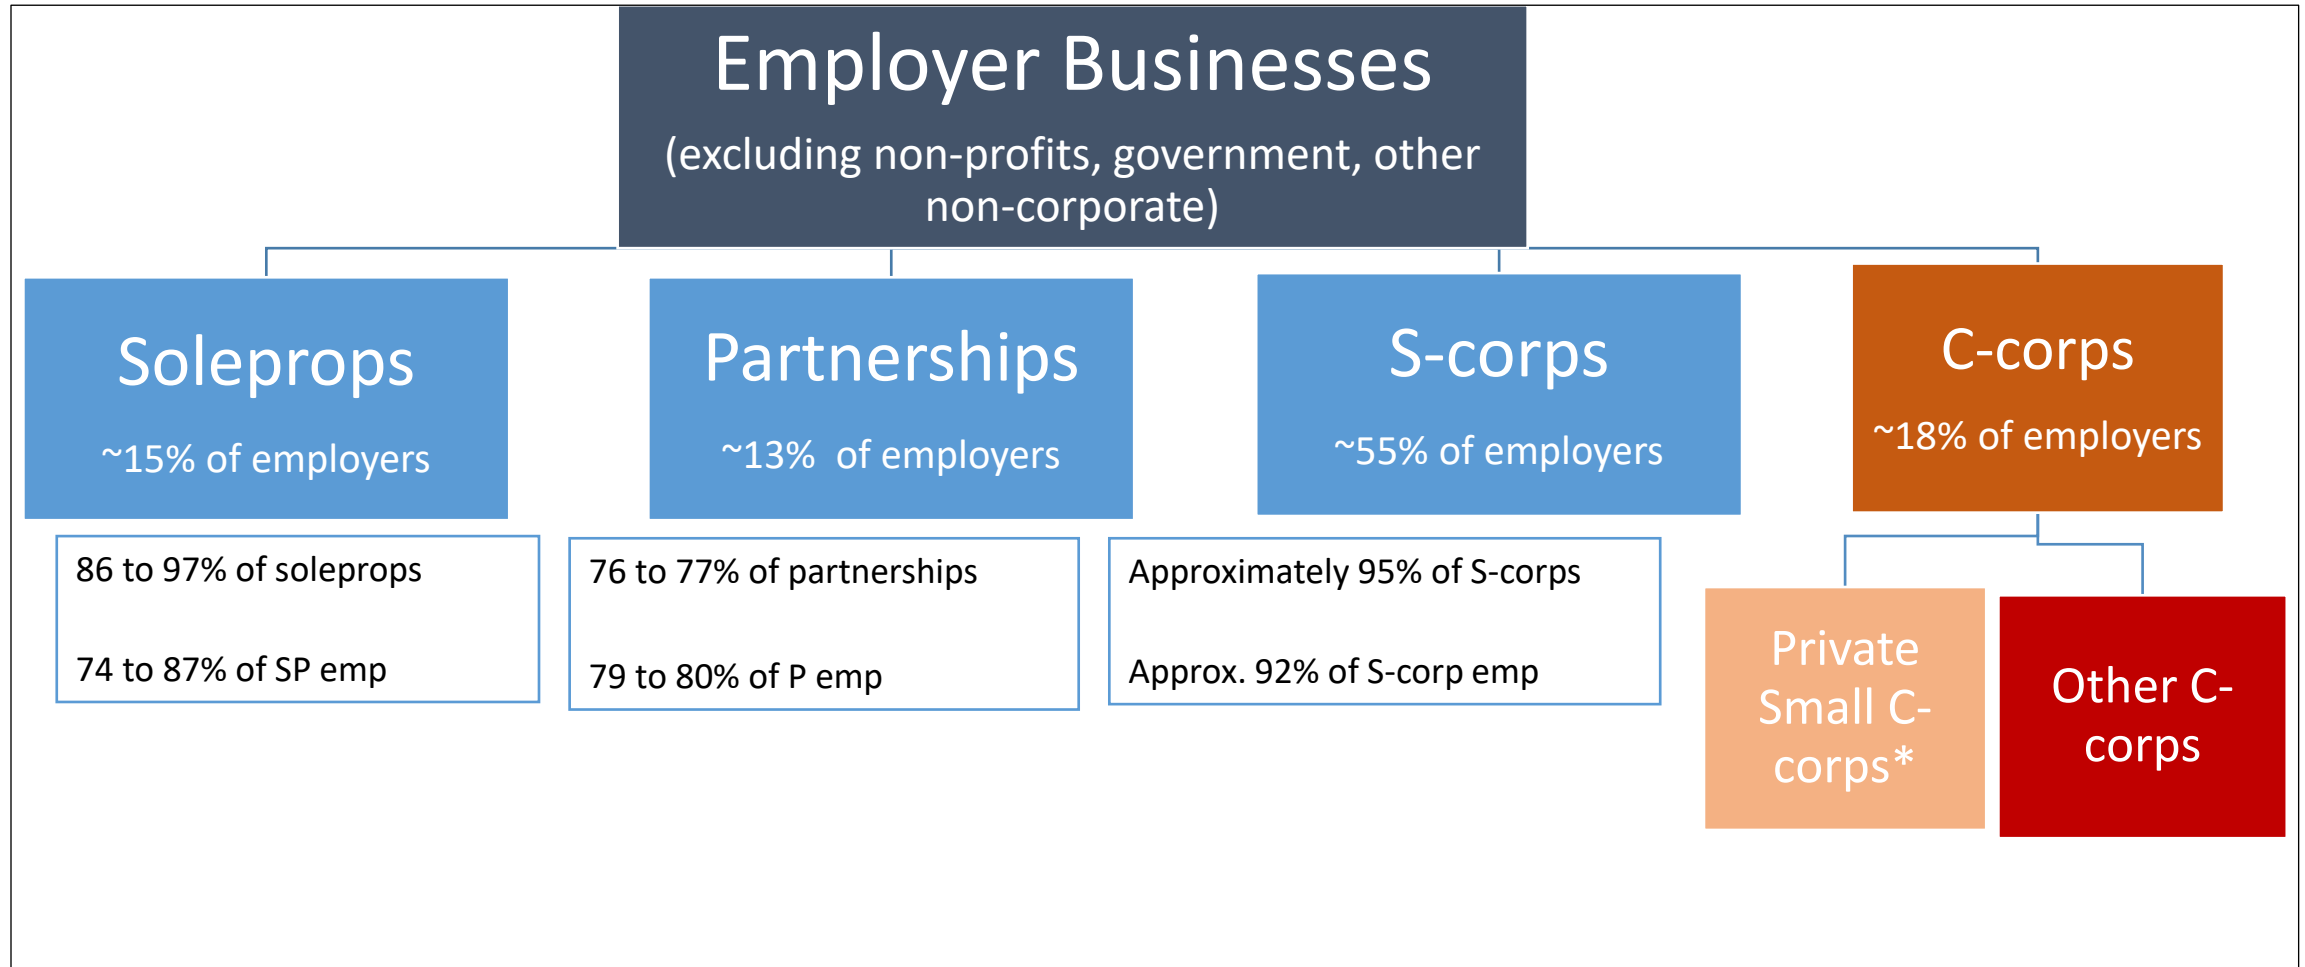 Employer Businesses
(excluding non-profits, government, other
non-corporate)
Soleprops
~15% of employers
86 to 97% of soleprops
74 to 87% of SP emp
Partnerships
~13%  of employers
76 to 77% of partnerships
79 to 80% of P emp
S-corps
~55% of employers
Approximately 95% of S-corps
Approx. 92% of S-corp emp
C-corps
~18% of employers
Private
Small C-
corps*
Other C-
corps